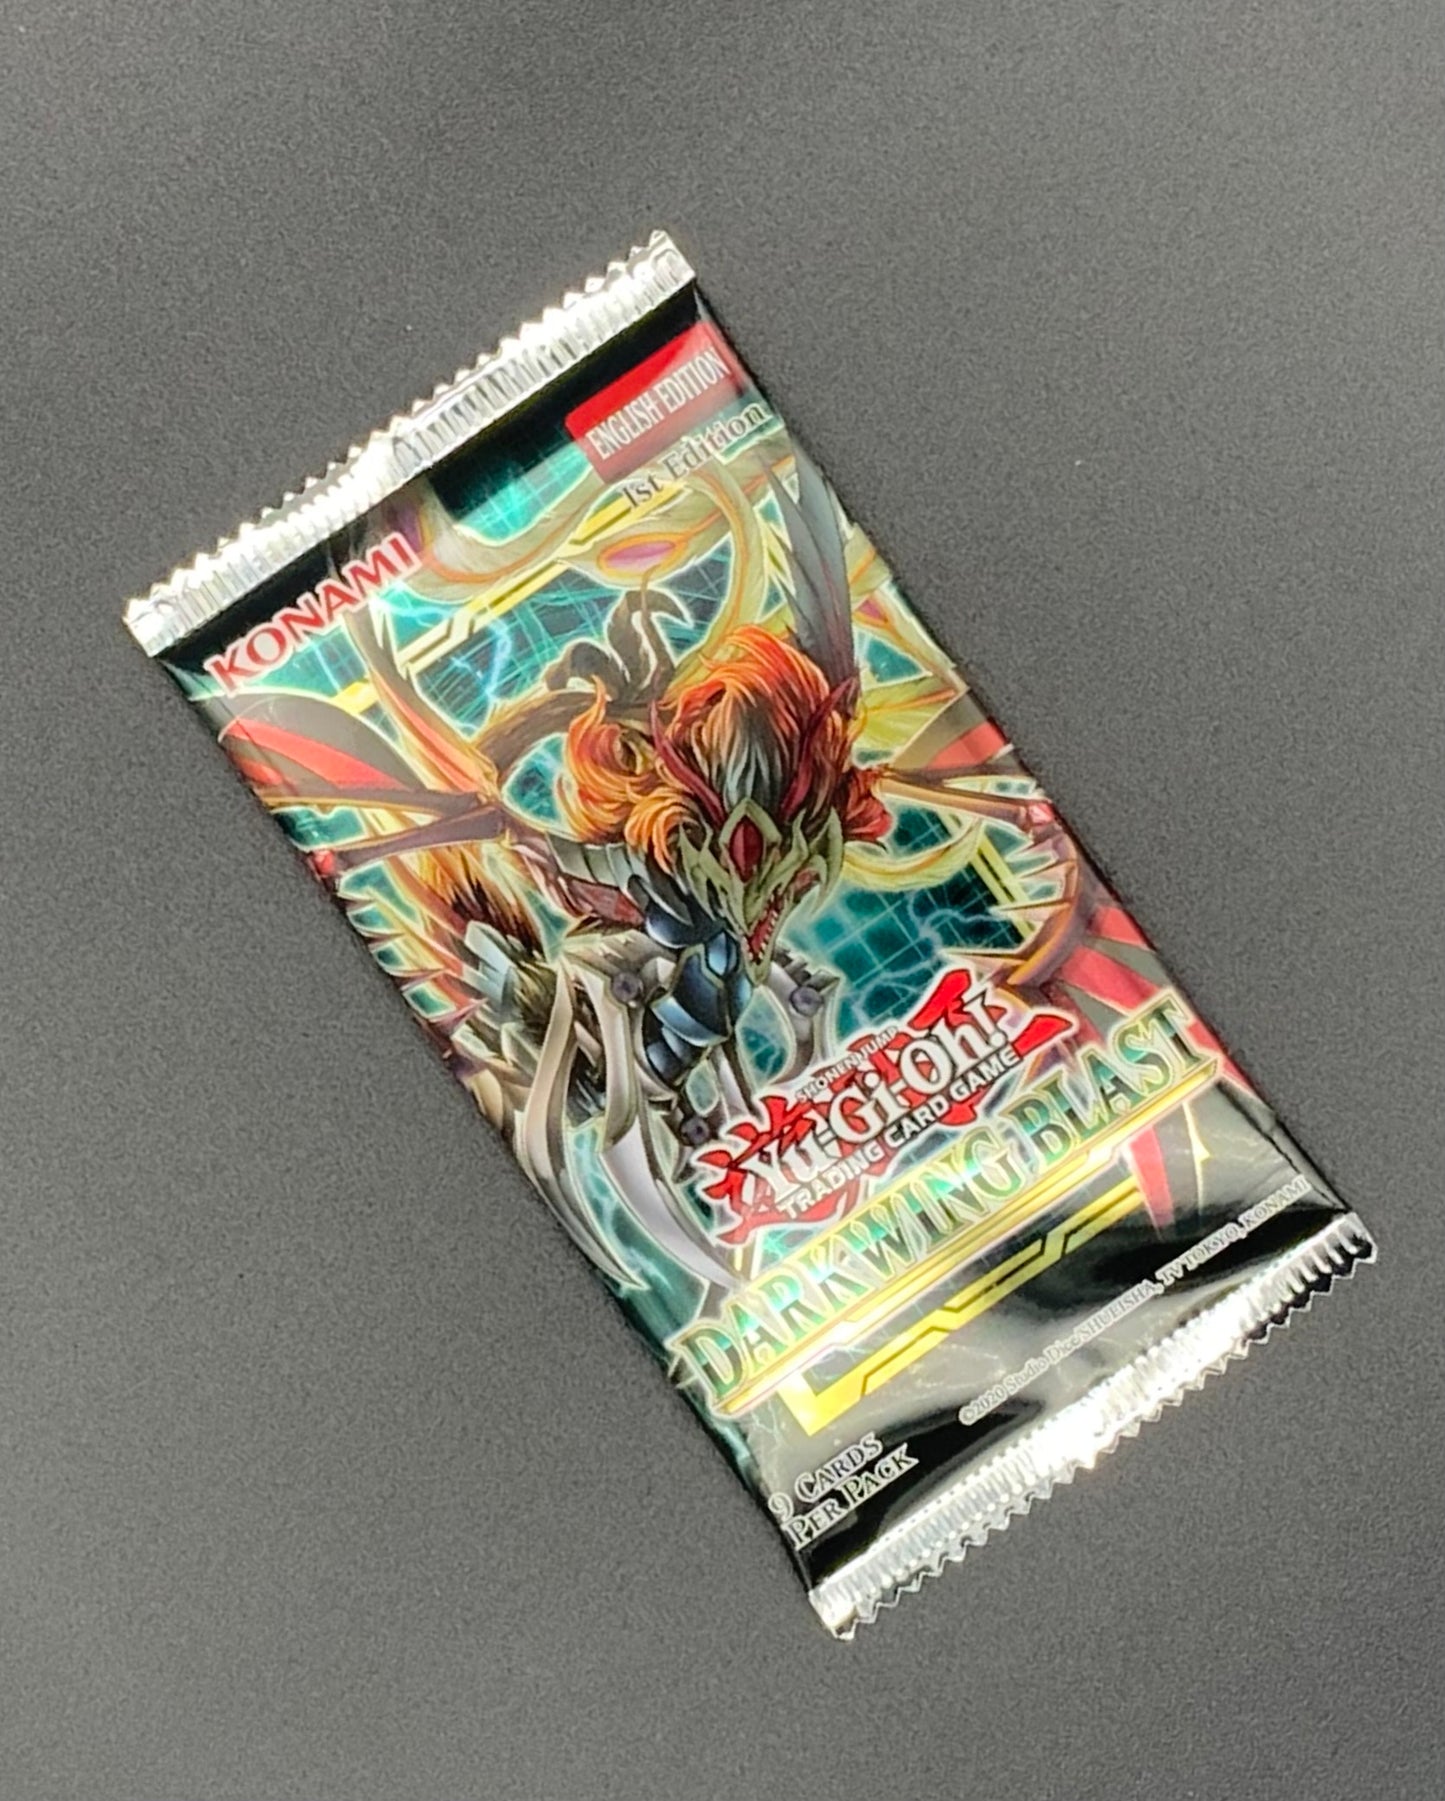 ENGLISH EDITION
1st Edition
KONAMI
SHONEN JUMP
Yu-Gi-Oh!
TRADING CARD GAME
DARKWING BLAST
©2020 Studio Dice/SHUEISHA, TV TOKYO, KONAMI
9 CARDS
PER PACK